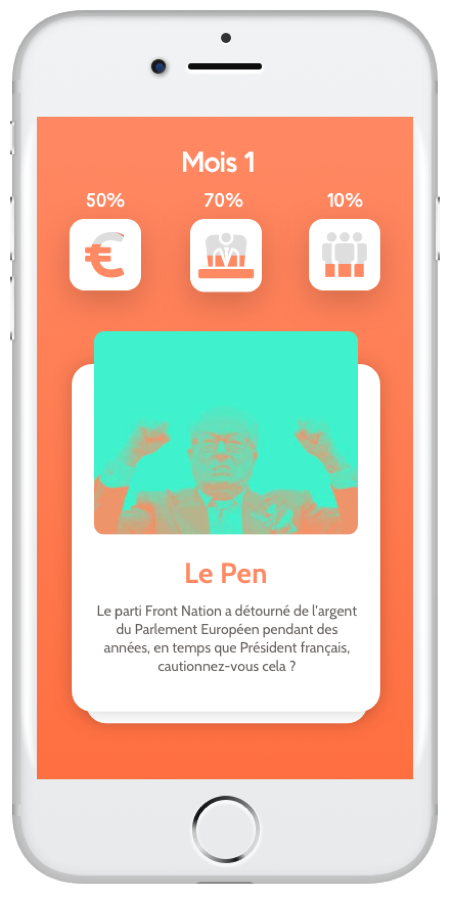 Mois 1
50% 70% 10%
Le Pen
Le parti Front Nation a détourné de l'argent
du Parlement Européen pendant des
années, en temps que Président français,
cautionnez-vous cela ?